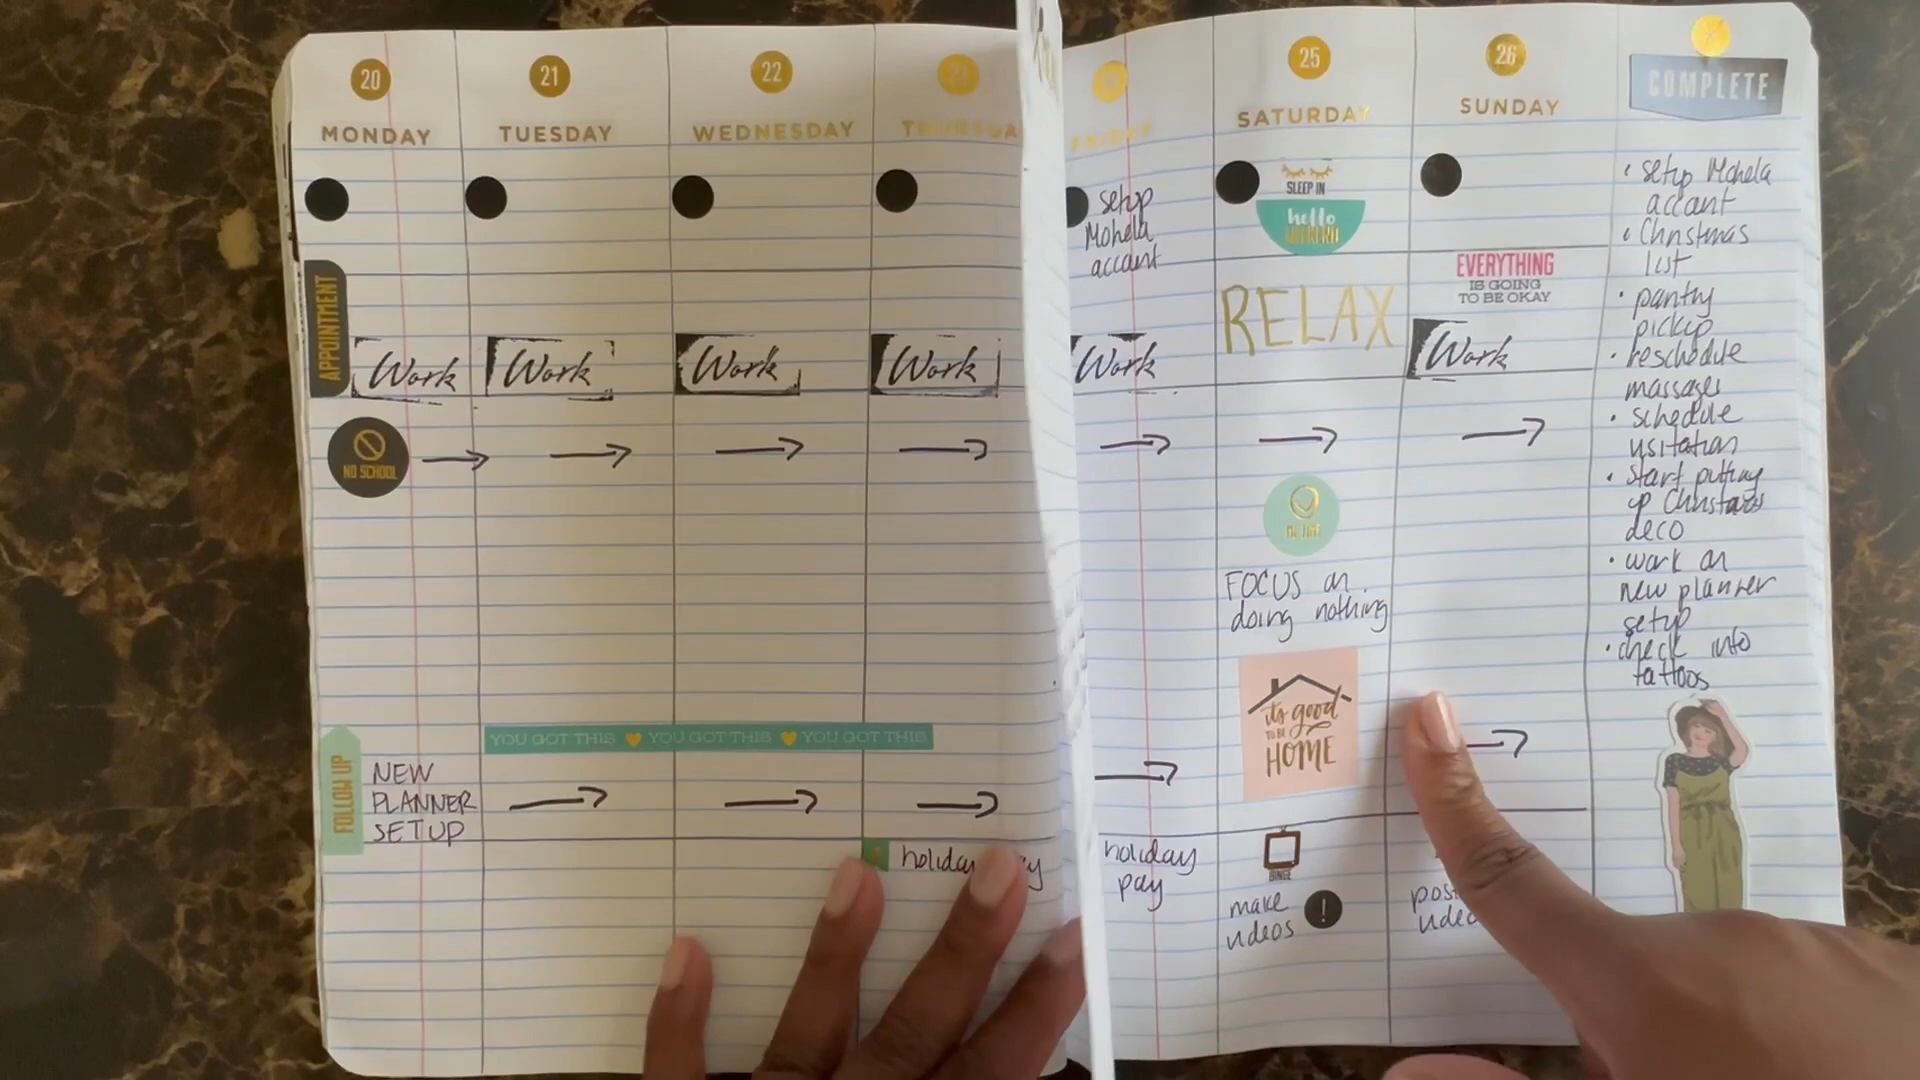 20
MONDAY
APPOINTMENT
Work
NO SCHOOL
FOLLOW UP
NEW
PLANNER
SETUP
21
TUESDAY
Work
YOU GOT THIS YOU GOT THIS YOU GOT THIS
22
WEDNESDAY
Work
THURSDA
Work
FRIDAY
setup
Mohela
account
Work
holiday
pay
25
SATURDAY
SLEEP IN
hello
WEEKEND
RELAX
ME TIME
FOCUS on
doing nothing
it's good
TO BE
HOME
BINGE
make
videos
!
26
SUNDAY
EVERYTHING
IS GOING
TO BE OKAY
Work
COMPLETE
• setup Mohela
account
• Christmas
list
• pantry
pickup
• reschedule
massages
• schedule
visitation
• start putting
up Christmas
deco
• work on
new planner
setup
• check into
tattoos